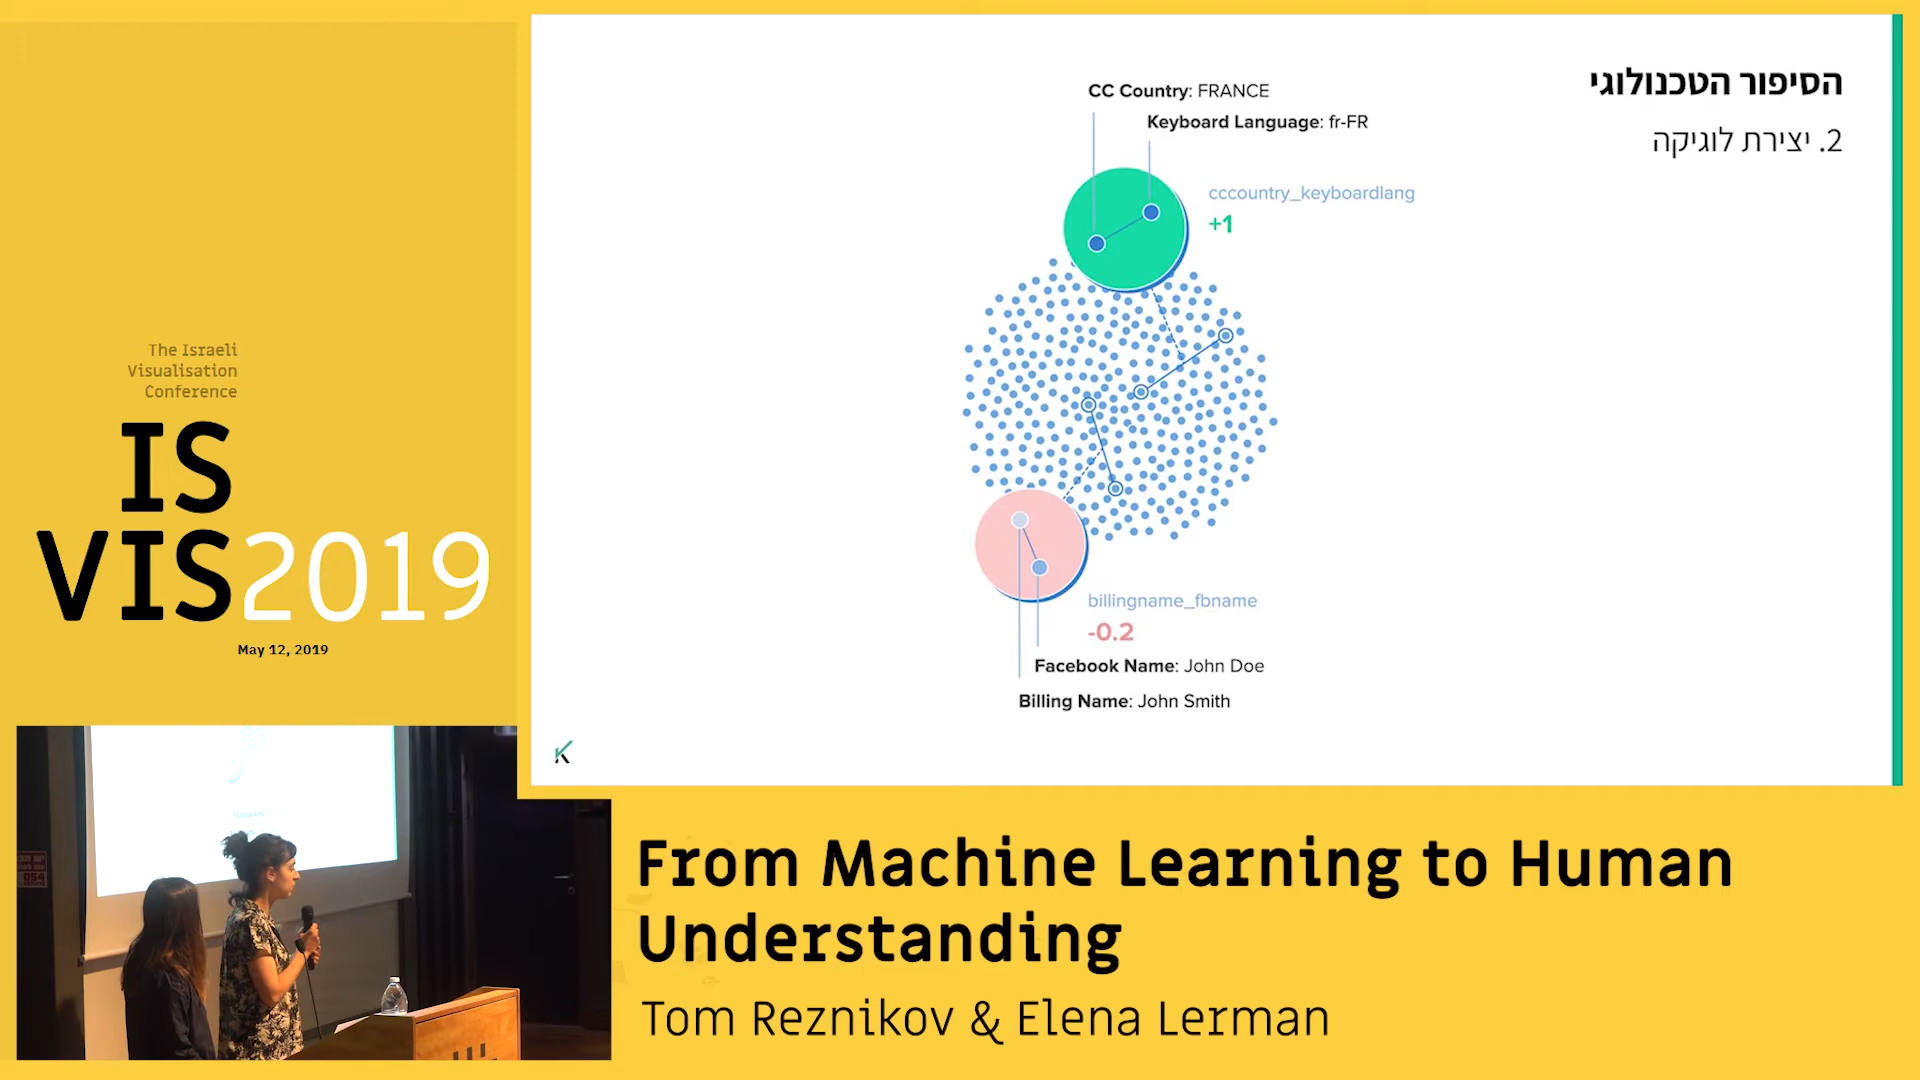 The Israeli
Visualisation
Conference
IS
VIS2019
May 12, 2019
הסיפור הטכנולוגי
2. יצירת לוגיקה
CC Country: FRANCE
Keyboard Language: fr-FR
cccountry_keyboardlang
+1
billingname_fbname
-0.2
Facebook Name: John Doe
Billing Name: John Smith
From Machine Learning to Human
Understanding
Tom Reznikov & Elena Lerman